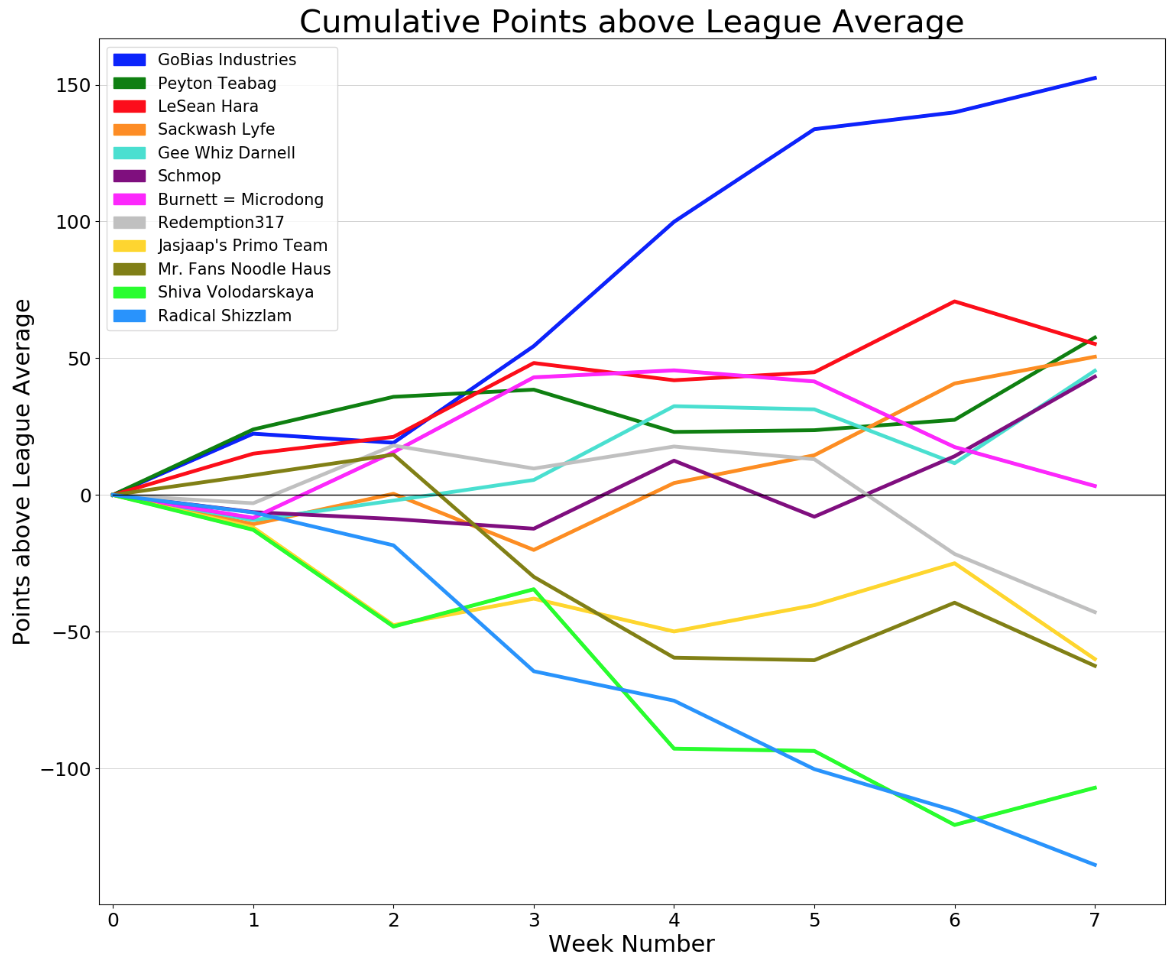 Cumulative Points above League Average
GoBias Industries
Peyton Teabag
LeSean Hara
Sackwash Lyfe
Gee Whiz Darnell
Schmop
Burnett = Microdong
Redemption317
Jasjaap's Primo Team
Mr. Fans Noodle Haus
Shiva Volodarskaya
Radical Shizzlam
Points above League Average
150
100
50
0
−50
−100
0 1 2 3 4 5 6 7
Week Number